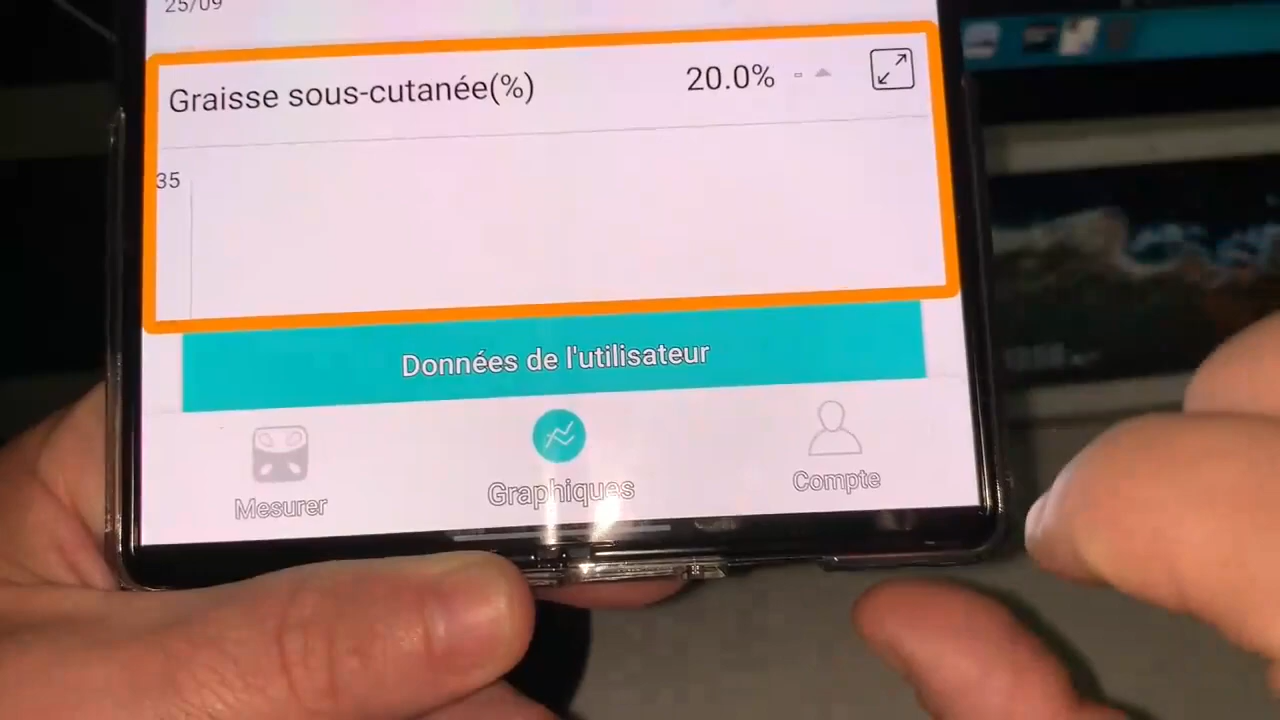 25/09
Graisse sous-cutanée(%) 20.0%
35
Données de l'utilisateur
Mesurer Graphiques Compte